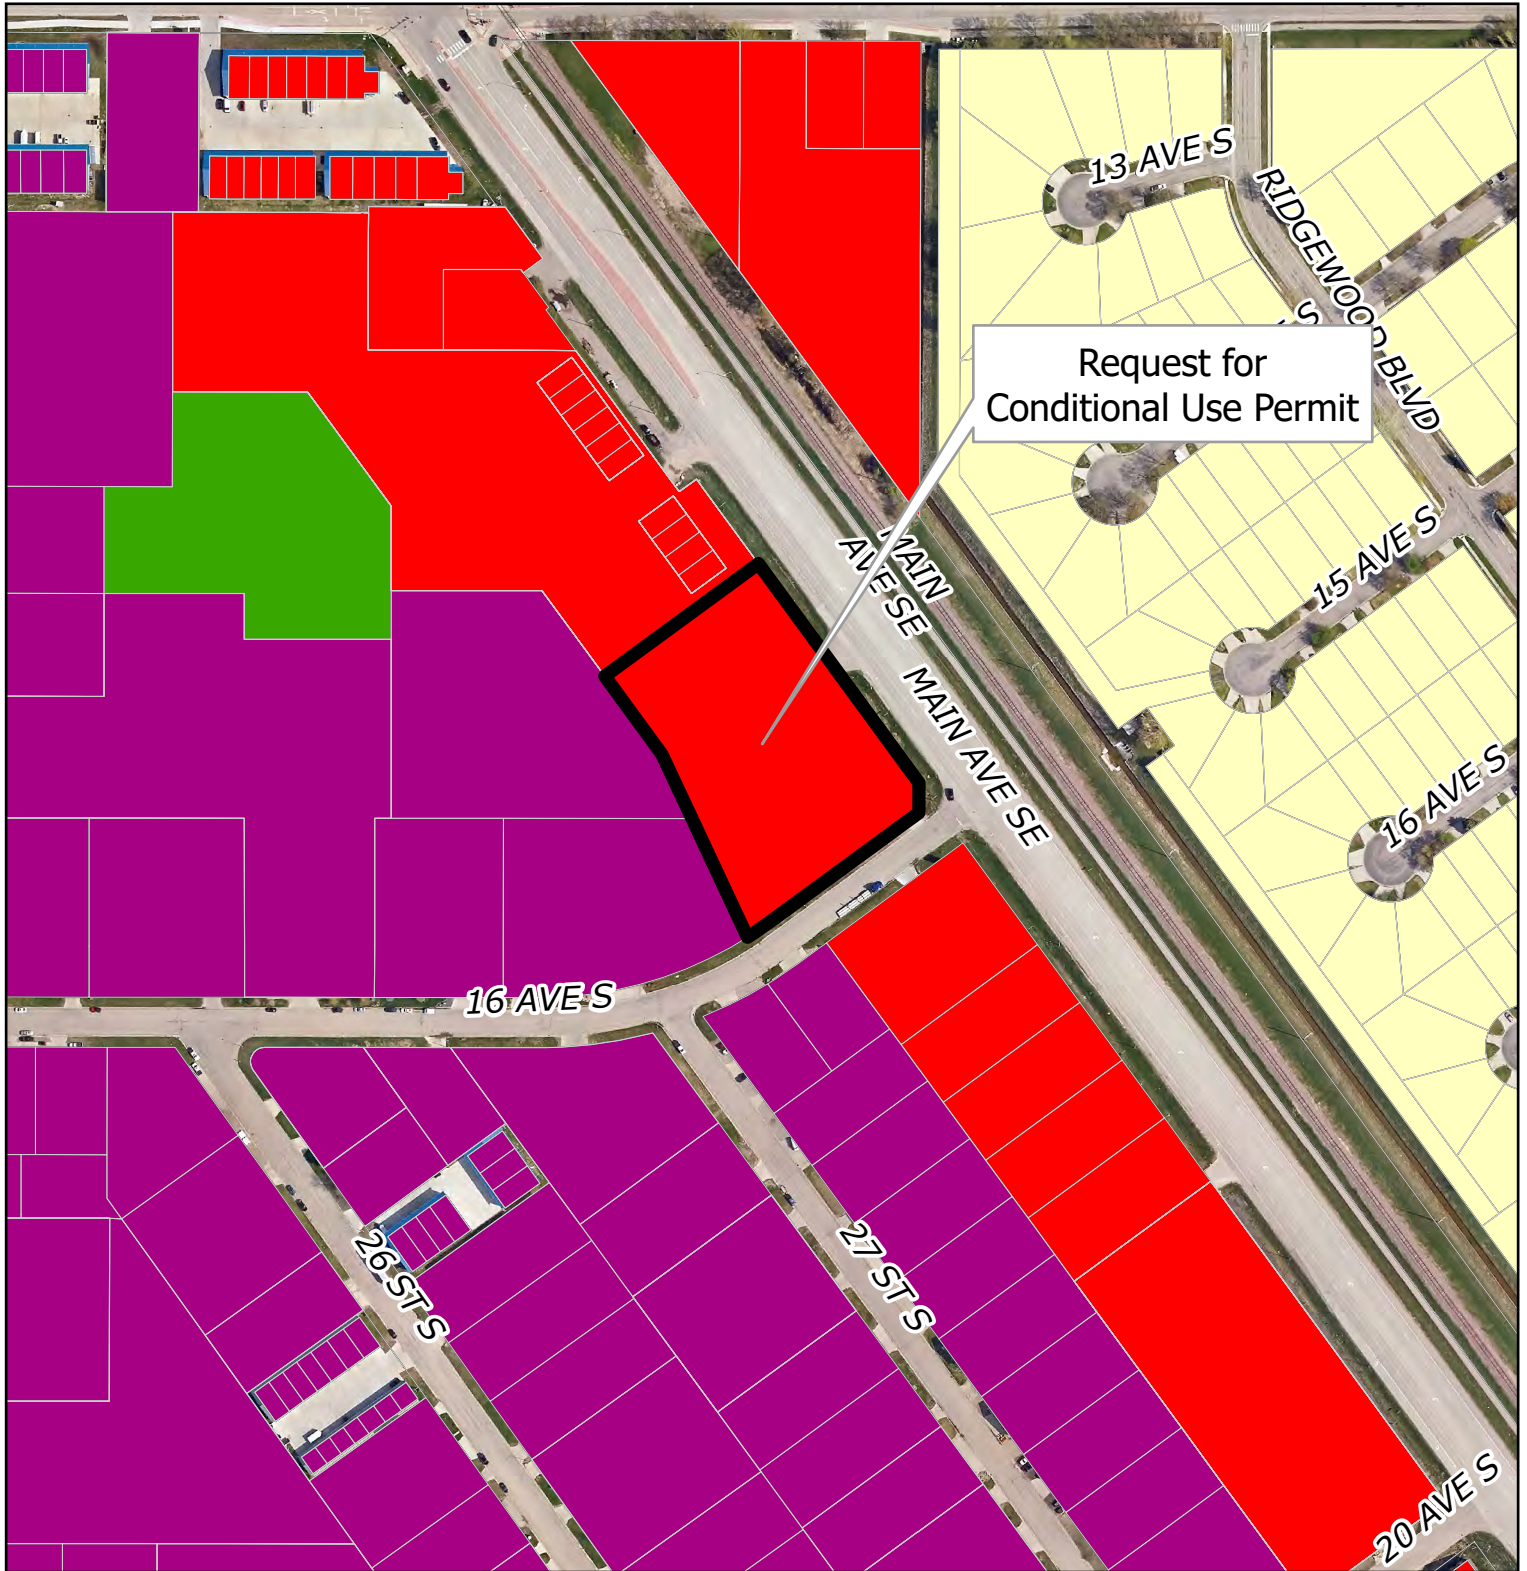 13 AVE S
RIDGEWOOD BLVD
S
Request for
Conditional Use Permit
MAIN
AVE SE
15 AVE S
MAIN AVE SE
16 AVE S
16 AVE S
26 ST S
27 ST S
20 AVE S